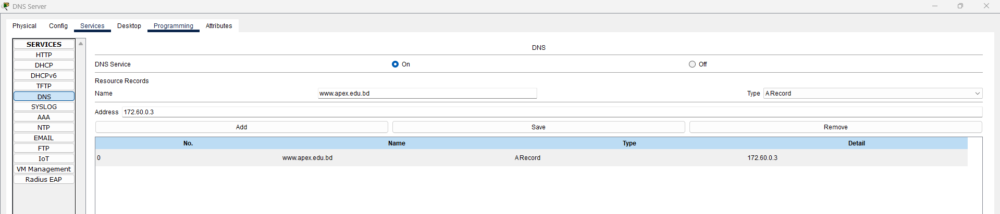 DNS Server
Physical Config Services Desktop Programming Attributes
SERVICES
HTTP
DHCP
DHCPv6
TFTP
DNS
SYSLOG
AAA
NTP
EMAIL
FTP
IoT
VM Management
Radius EAP
DNS
DNS Service On Off
Resource Records
Name www.apex.edu.bd Type A Record
Address 172.60.0.3
Add Save Remove
No. Name Type Detail
0 www.apex.edu.bd A Record 172.60.0.3